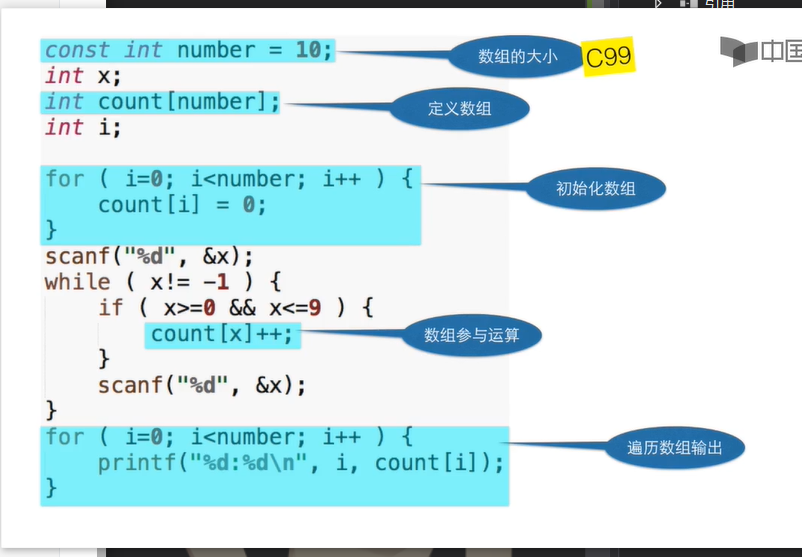 引用
const int number = 10;
数组的大小
C99
中国
int x;
int count[number];
定义数组
int i;
for ( i=0; i<number; i++ ) {
初始化数组
count[i] = 0;
}
scanf("%d", &x);
while ( x!= -1 ) {
if ( x>=0 && x<=9 ) {
count[x]++;
数组参与运算
}
scanf("%d", &x);
}
for ( i=0; i<number; i++ ) {
遍历数组输出
printf("%d:%d\n", i, count[i]);
}